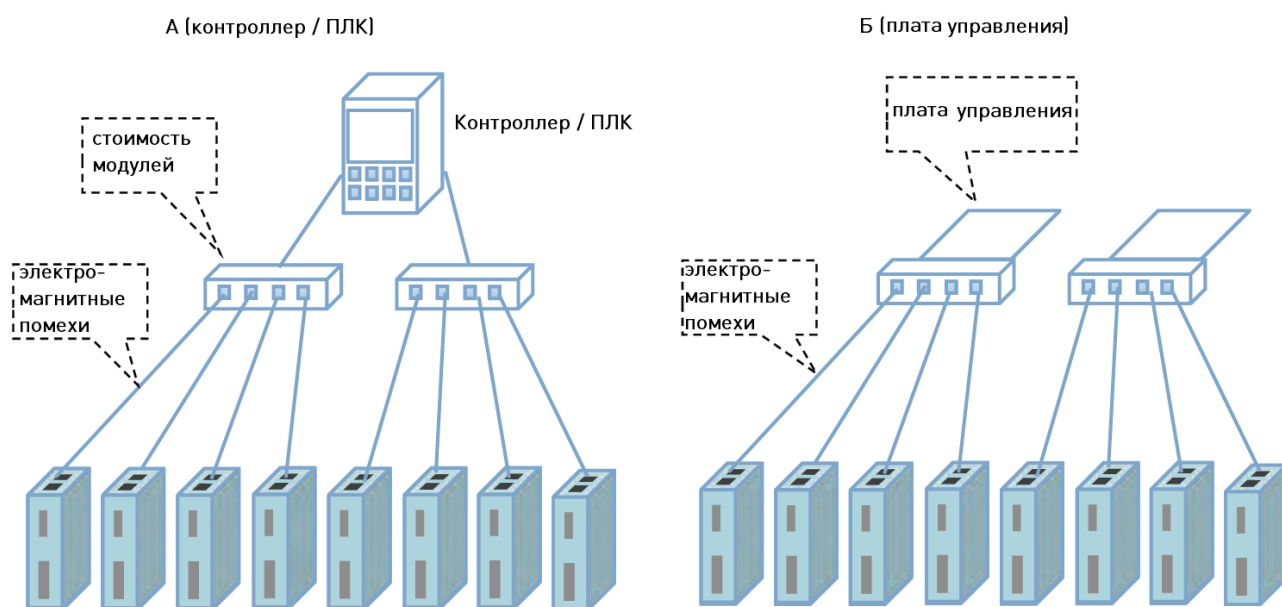 А (контроллер / ПЛК)
Б (плата управления)
Контроллер / ПЛК
стоимость
модулей
электро-
магнитные
помехи
плата управления
электро-
магнитные
помехи